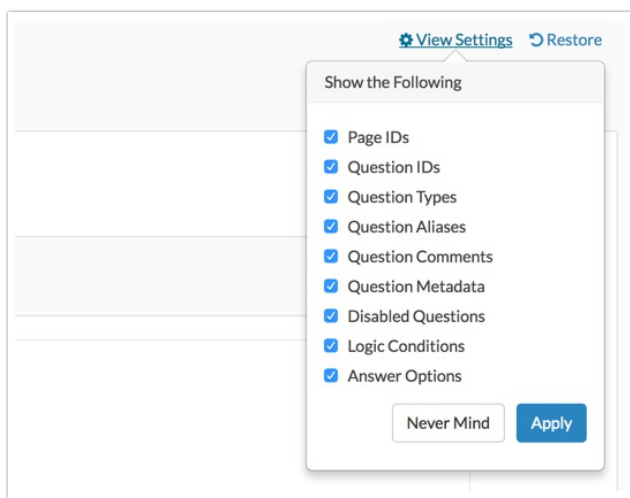 View Settings Restore
Show the Following
Page IDs
Question IDs
Question Types
Question Aliases
Question Comments
Question Metadata
Disabled Questions
Logic Conditions
Answer Options
Never Mind Apply